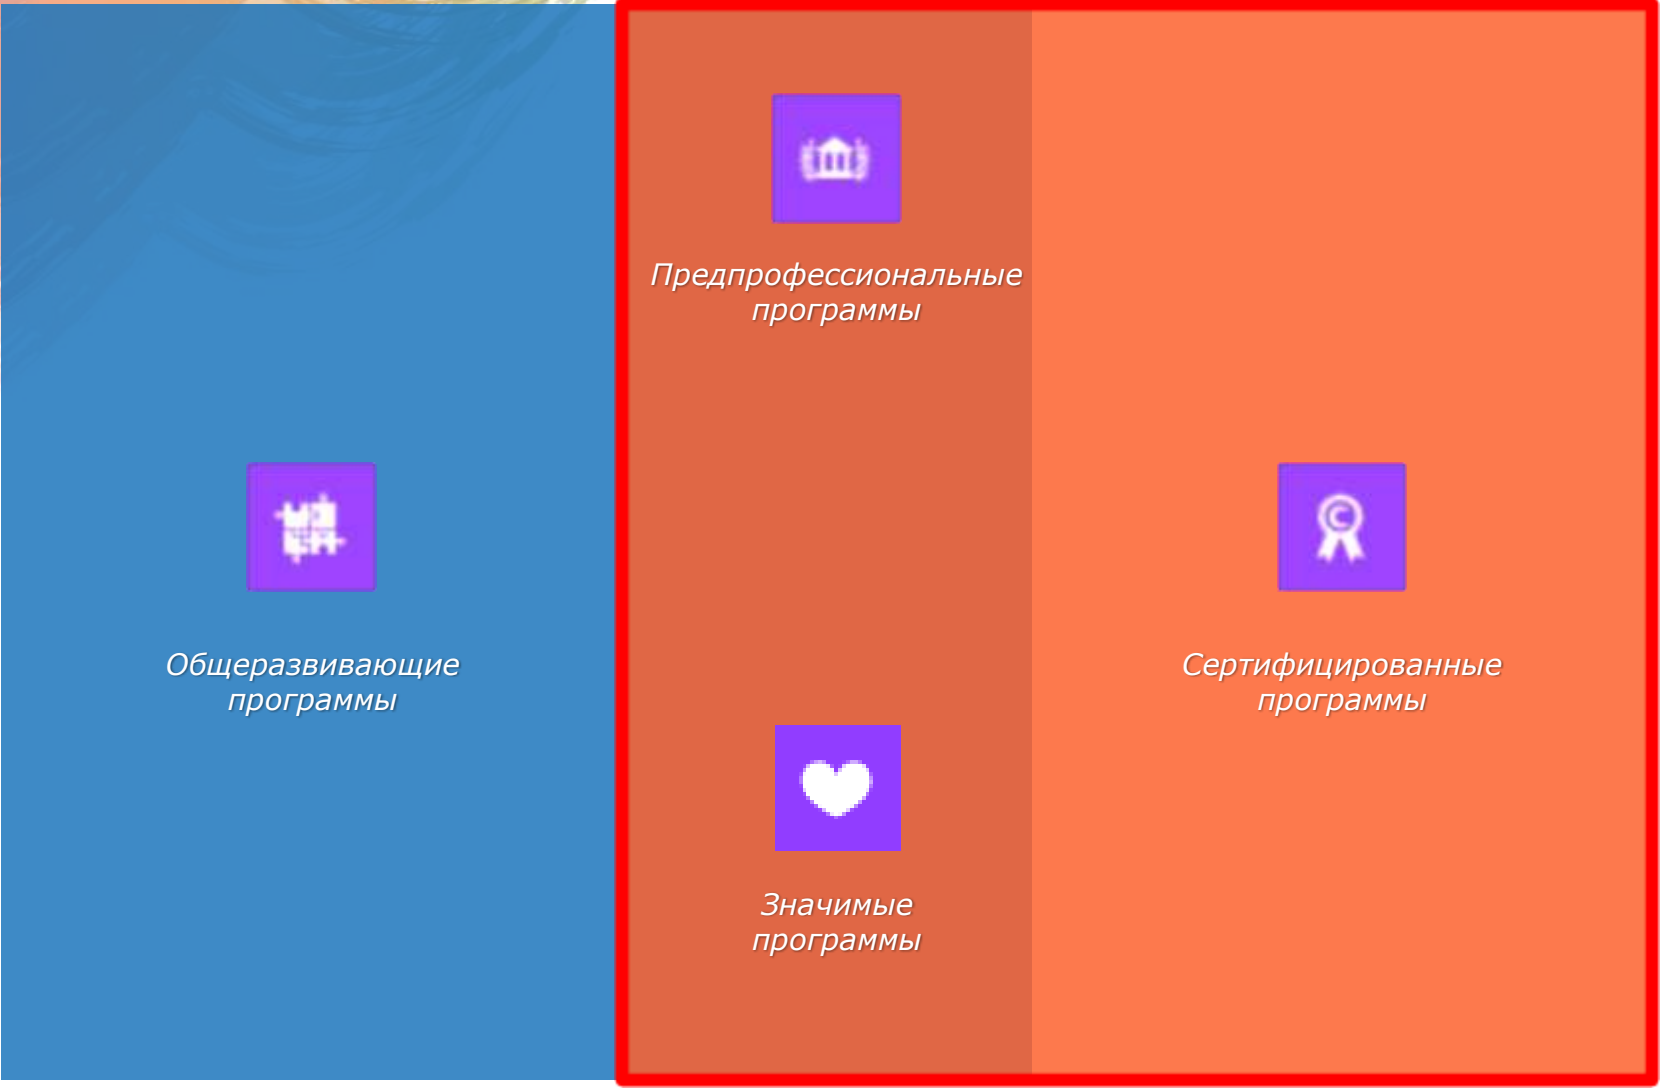 Предпрофессиональные
программы
Общеразвивающие
программы
Сертифицированные
программы
Значимые
программы